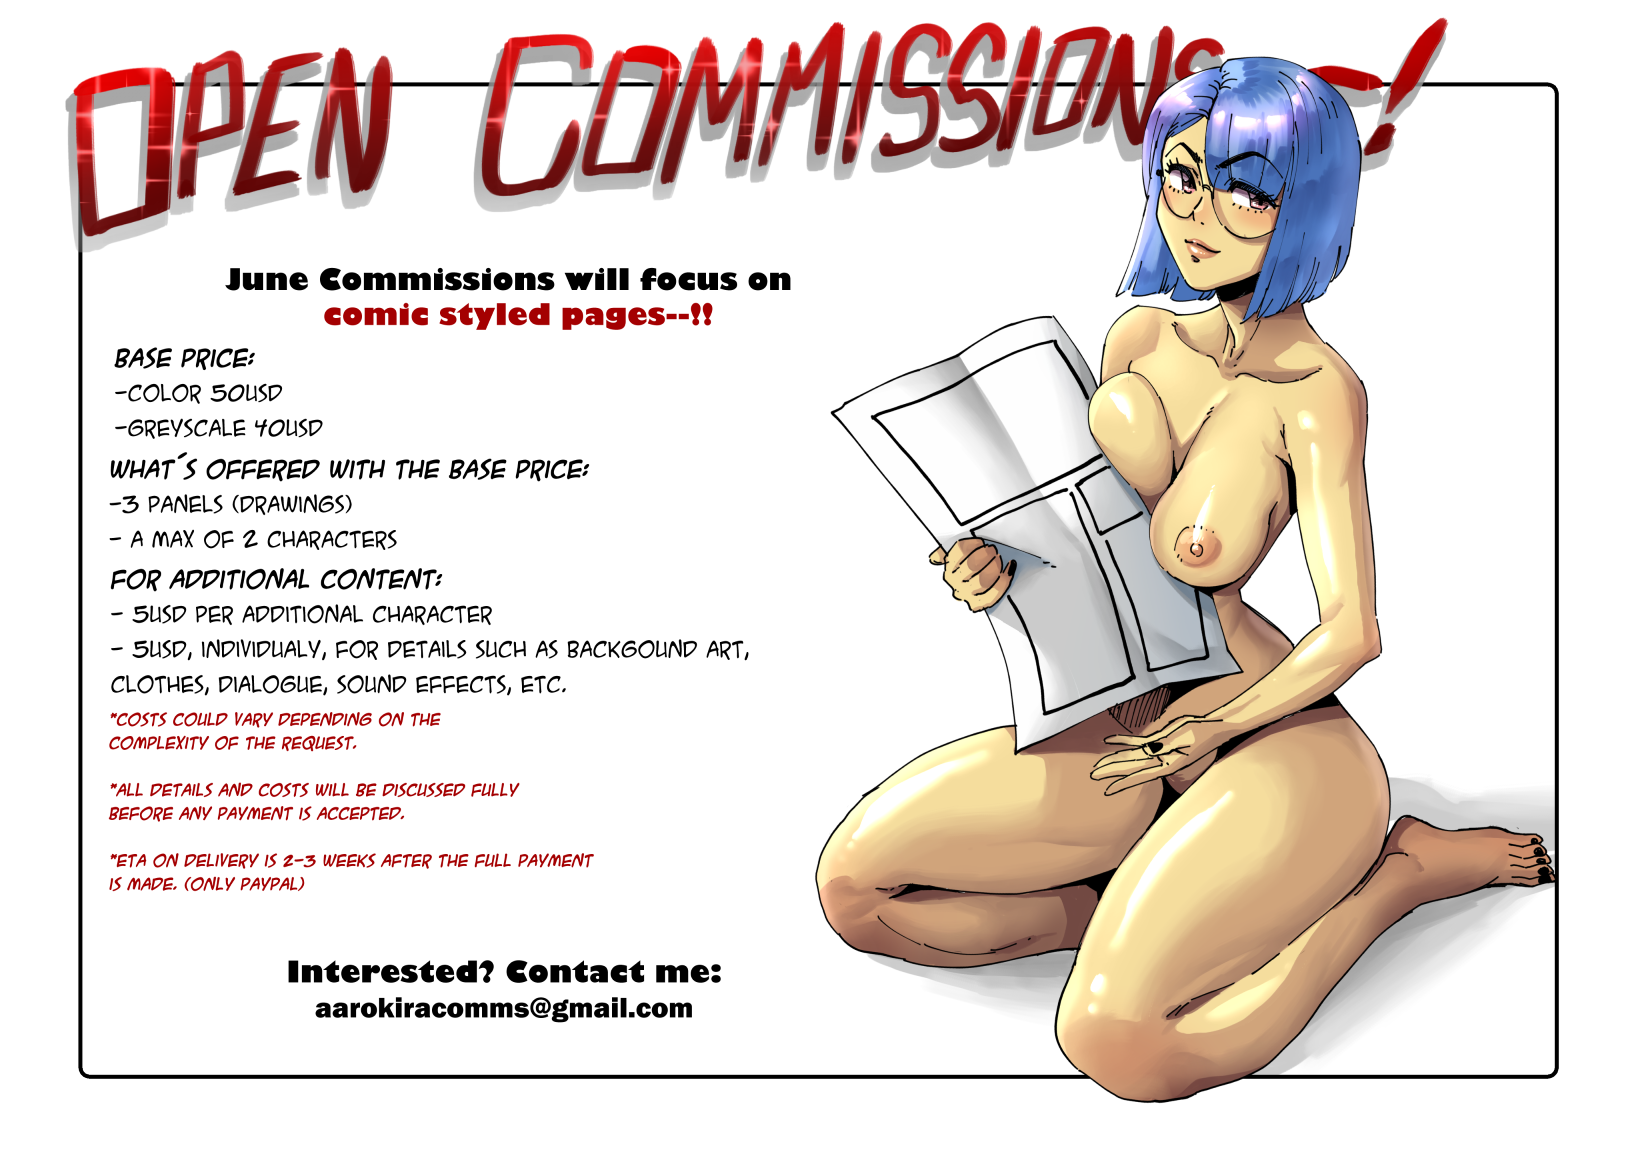 OPEN COMMISSIONS--!
June Commissions will focus on
comic styled pages--!!
BASE PRICE:
-COLOR 50USD
-GREYSCALE 40USD
WHAT´S OFFERED WITH THE BASE PRICE:
-3 PANELS (DRAWINGS)
- A MAX OF 2 CHARACTERS
FOR ADDITIONAL CONTENT:
- 5USD PER ADDITIONAL CHARACTER
- 5USD, INDIVIDUALY, FOR DETAILS SUCH AS BACKGOUND ART,
CLOTHES, DIALOGUE, SOUND EFFECTS, ETC.
*COSTS COULD VARY DEPENDING ON THE
COMPLEXITY OF THE REQUEST.
*ALL DETAILS AND COSTS WILL BE DISCUSSED FULLY
BEFORE ANY PAYMENT IS ACCEPTED.
*ETA ON DELIVERY IS 2-3 WEEKS AFTER THE FULL PAYMENT
IS MADE. (ONLY PAYPAL)
Interested? Contact me:
aarokiracomms@gmail.com